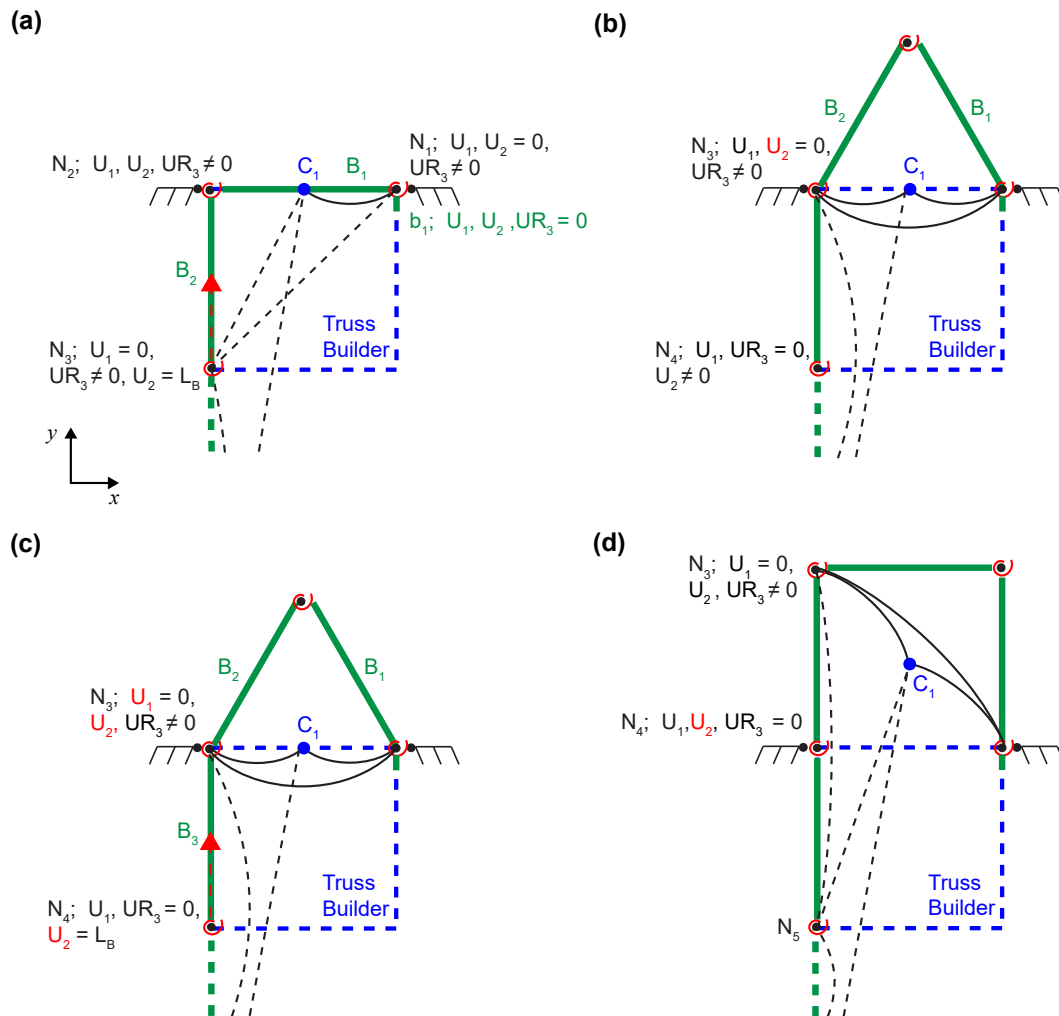 (a)
N₂; U₁, U₂, UR₃ ≠ 0
C₁
B₁
N₁; U₁, U₂ = 0,
UR₃ ≠ 0
b₁; U₁, U₂ ,UR₃ = 0
B₂
Truss
Builder
N₃; U₁ = 0,
UR₃ ≠ 0, U₂ = L_B
y
x
(b)
B₂
B₁
N₃; U₁, U₂ = 0,
UR₃ ≠ 0
C₁
Truss
Builder
N₄; U₁, UR₃ = 0,
U₂ ≠ 0
(c)
B₂
B₁
N₃; U₁ = 0,
U₂, UR₃ ≠ 0
C₁
B₃
Truss
Builder
N₄; U₁, UR₃ = 0,
U₂ = L_B
(d)
N₃; U₁ = 0,
U₂ , UR₃ ≠ 0
C₁
N₄; U₁,U₂, UR₃ = 0
Truss
Builder
N₅